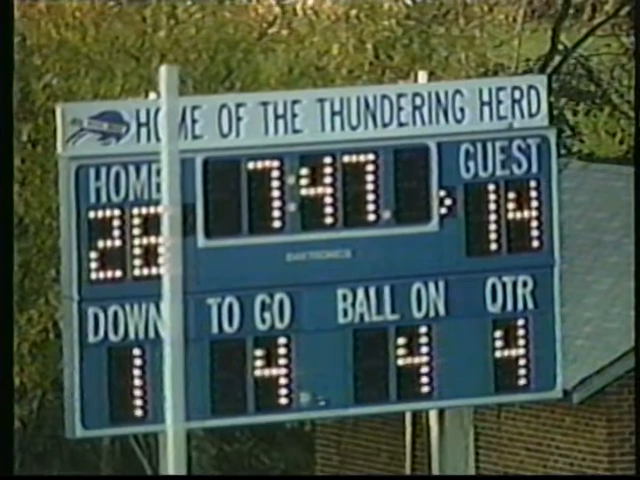 HOME OF THE THUNDERING HERD
HOME 7:47 GUEST
28 14
DAKTRONICS
DOWN TO GO BALL ON QTR
1 4 4 4